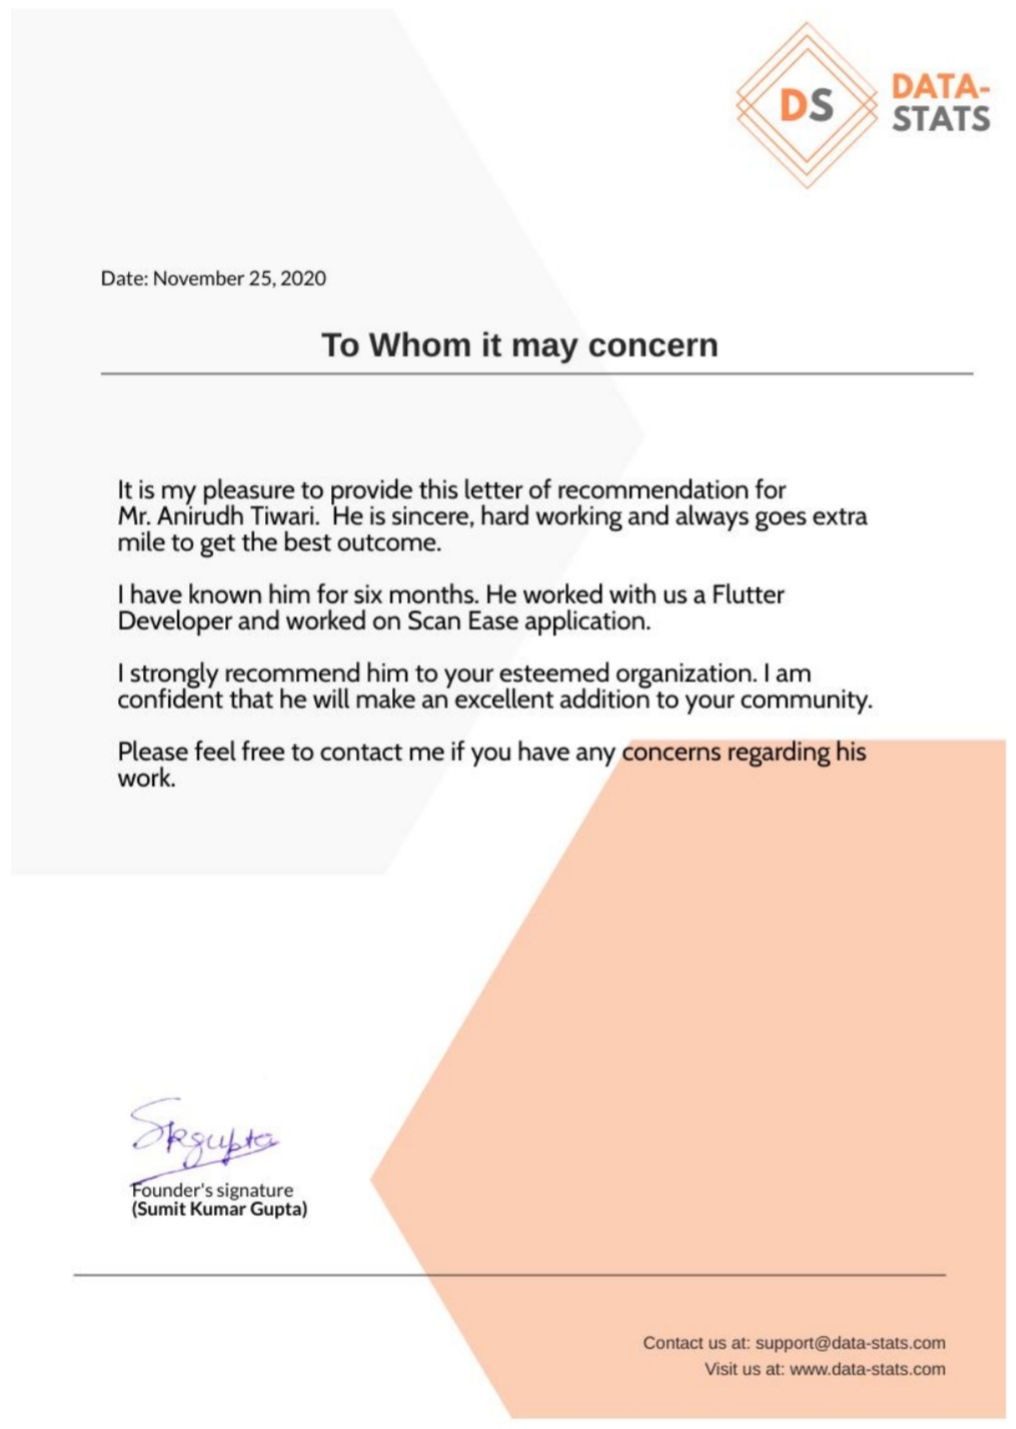 DS
DATA-
STATS
Date: November 25, 2020
To Whom it may concern
It is my pleasure to provide this letter of recommendation for
Mr. Anirudh Tiwari.  He is sincere, hard working and always goes extra
mile to get the best outcome.
I have known him for six months. He worked with us a Flutter
Developer and worked on Scan Ease application.
I strongly recommend him to your esteemed organization. I am
confident that he will make an excellent addition to your community.
Please feel free to contact me if you have any concerns regarding his
work.
Skgupta
Founder's signature
(Sumit Kumar Gupta)
Contact us at: support@data-stats.com
Visit us at: www.data-stats.com